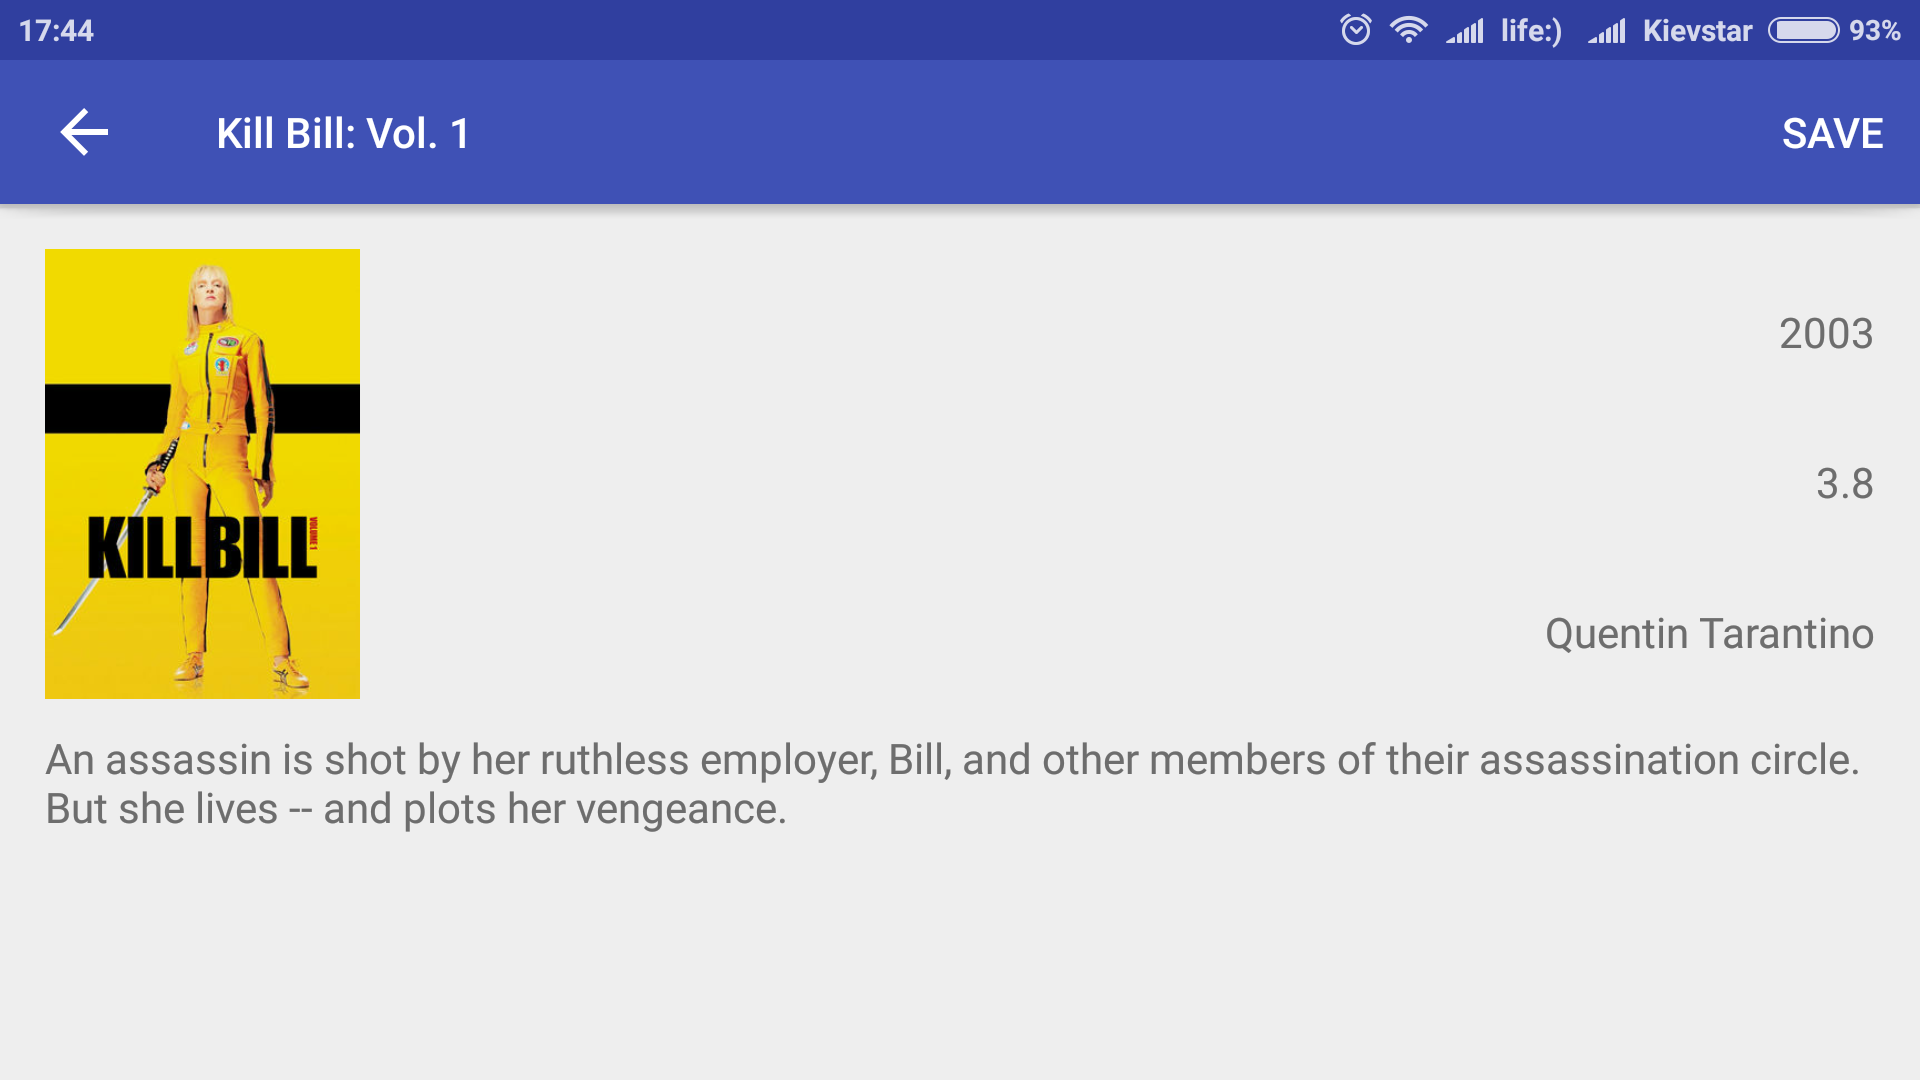 17:44 life:) Kievstar 93%
Kill Bill: Vol. 1 SAVE
2003
3.8
KILLBILL VOLUME 1
Quentin Tarantino
An assassin is shot by her ruthless employer, Bill, and other members of their assassination circle.
But she lives -- and plots her vengeance.